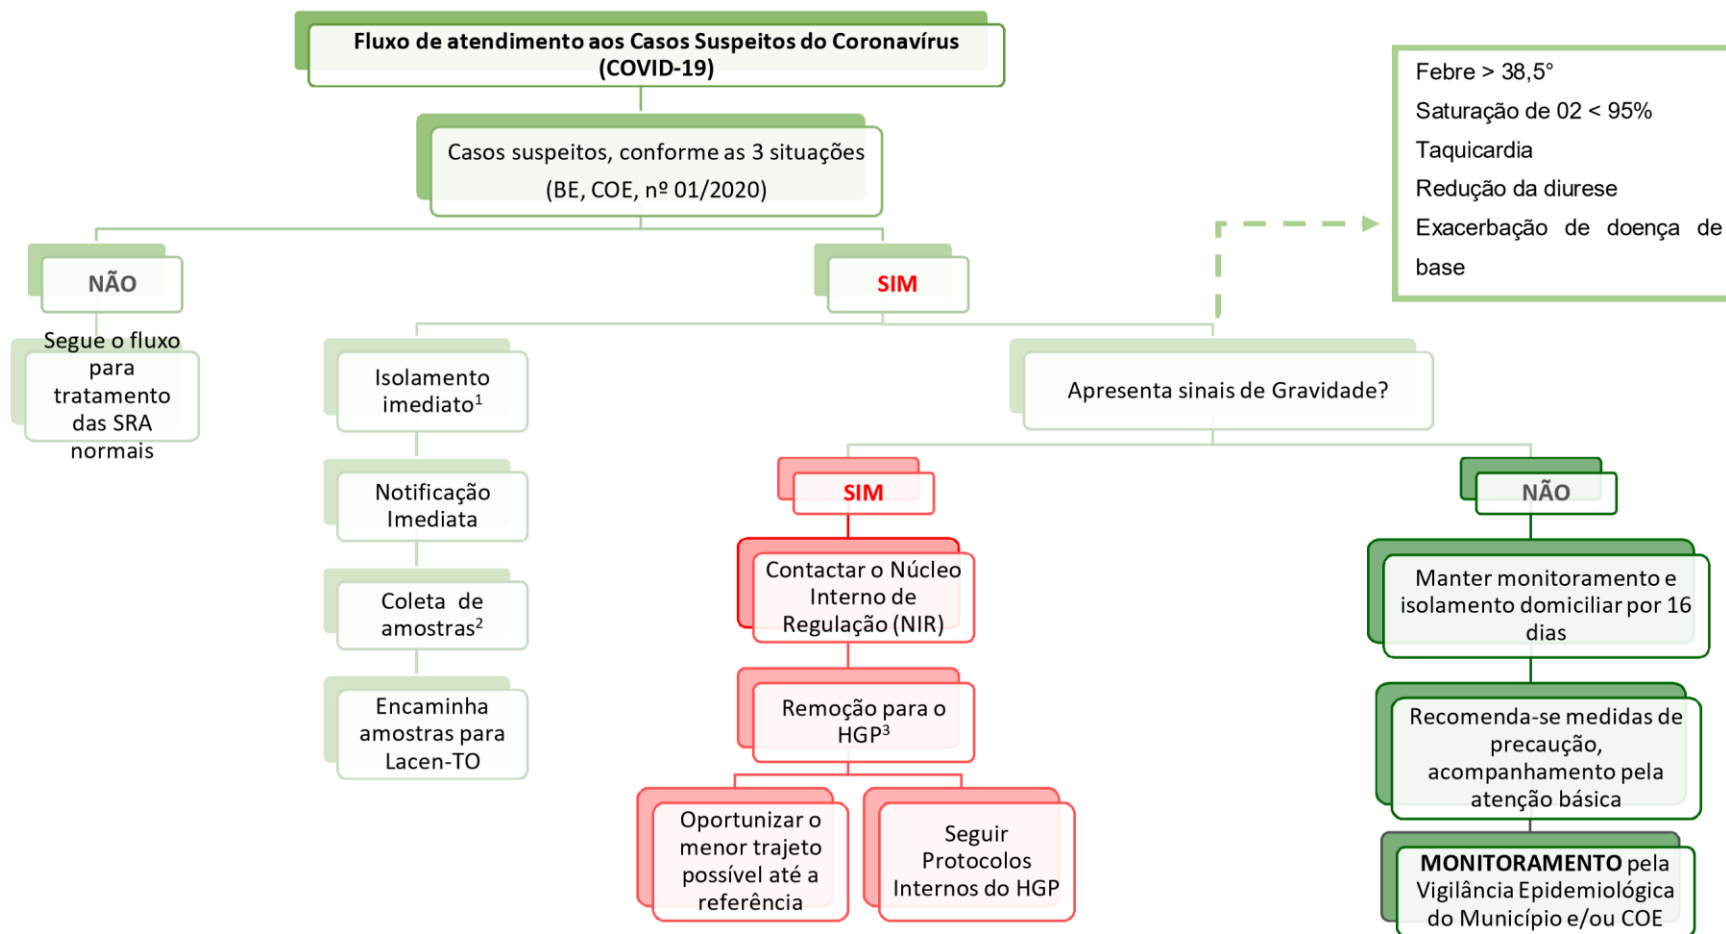 Fluxo de atendimento aos Casos Suspeitos do Coronavírus
(COVID-19)
Febre > 38,5°
Saturação de 02 < 95%
Taquicardia
Redução da diurese
Exacerbação de doença de
base
Casos suspeitos, conforme as 3 situações
(BE, COE, nº 01/2020)
NÃO
SIM
Segue o fluxo
para
tratamento
das SRA
normais
Isolamento
imediato¹
Notificação
Imediata
Coleta de
amostras²
Encaminha
amostras para
Lacen-TO
Apresenta sinais de Gravidade?
SIM
Contactar o Núcleo
Interno de
Regulação (NIR)
Remoção para o
HGP³
Oportunizar o
menor trajeto
possível até a
referência
Seguir
Protocolos
Internos do HGP
NÃO
Manter monitoramento e
isolamento domiciliar por 16
dias
Recomenda-se medidas de
precaução,
acompanhamento pela
atenção básica
MONITORAMENTO pela
Vigilância Epidemiológica
do Município e/ou COE